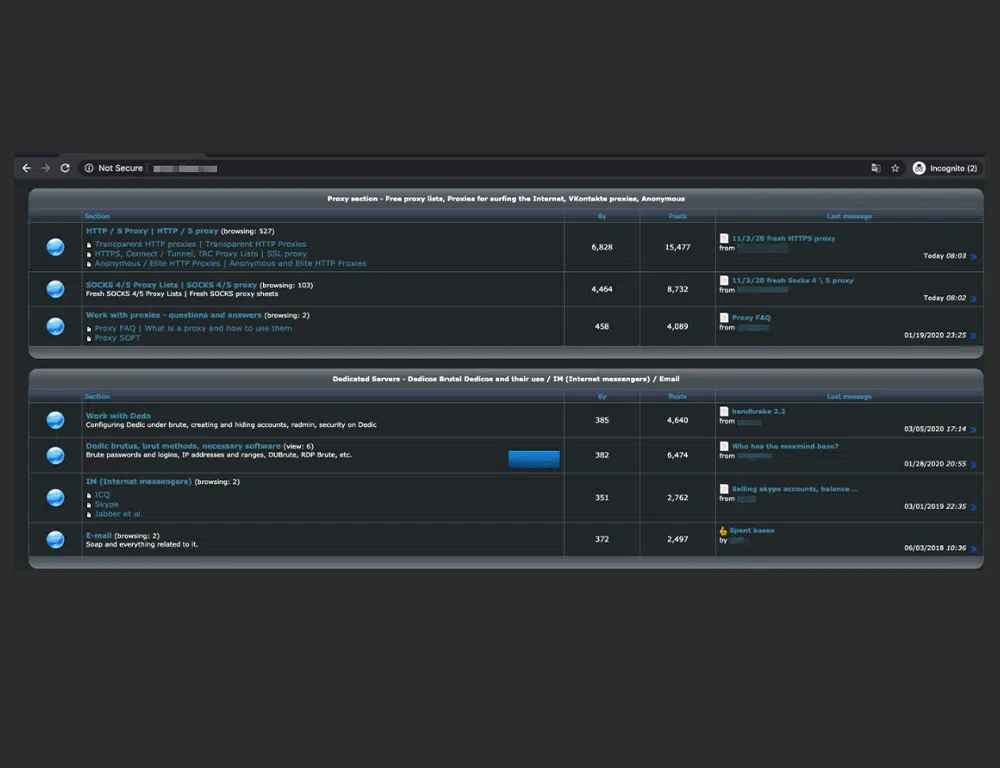 Not Secure
Incognito (2)
Proxy section - Free proxy lists, Proxies for surfing the Internet, VKontakte proxies, Anonymous
Section By Posts Last message
HTTP / S Proxy | HTTP / S proxy (browsing: 527)
Transparent HTTP proxies | Transparent HTTP Proxies
HTTPS, Connect / Tunnel, IRC Proxy Lists | SSL proxy
Anonymous / Elite HTTP Proxies | Anonymous and Elite HTTP Proxies
6,828
15,477
11/3/20 fresh HTTPS proxy
from
Today 08:03
SOCKS 4/5 Proxy Lists | SOCKS 4/5 proxy (browsing: 103)
Fresh SOCKS 4/5 Proxy Lists | Fresh SOCKS proxy sheets
4,464
8,732
11/3/20 fresh Socks 4 \ 5 proxy
from
Today 08:02
Work with proxies - questions and answers (browsing: 2)
Proxy FAQ | What is a proxy and how to use them
Proxy SOFT
458
4,089
Proxy FAQ
from
01/19/2020 23:25
Dedicated Servers - Dedicos Brutal Dedicos and their use / IM (Internet messengers) / Email
Section By Posts Last message
Work with Deds
Configuring Dedic under brute, creating and hiding accounts, radmin, security on Dedic
385
4,640
handbrake 2.2
from
03/05/2020 17:14
Dedic brutus, brut methods, necessary software (view: 6)
Brute passwords and logins, IP addresses and ranges, DUBrute, RDP Brute, etc.
382
6,474
Who has the maxmind base?
from
01/28/2020 20:55
IM (Internet messengers) (browsing: 2)
ICQ
Skype
Jabber et al.
351
2,762
Selling skype accounts, balance ...
from
03/01/2019 22:35
E-mail (browsing: 2)
Soap and everything related to it.
372
2,497
Spent bases
by
06/03/2018 10:36